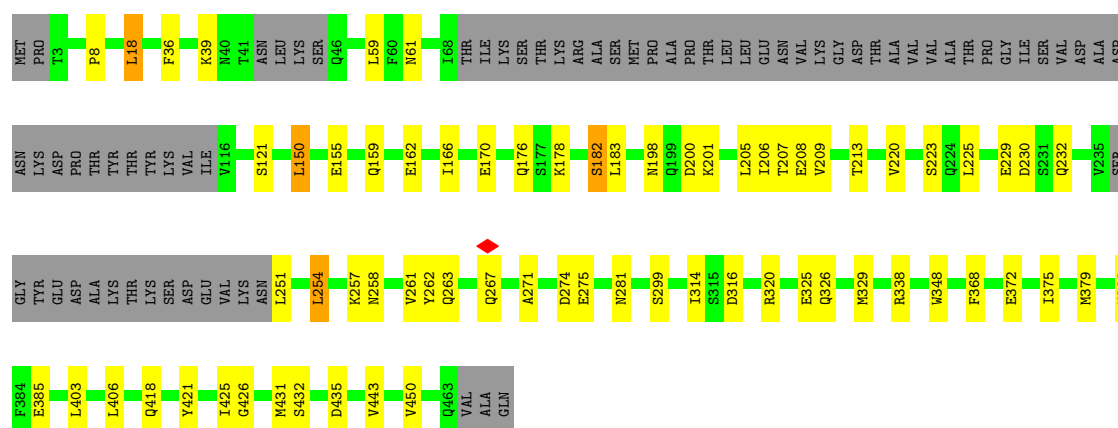 MET PRO T3 P8 L18 F36 K39 N40 T41 ASN LEU LYS SER Q46 L59 F60 N61 I68 THR ILE LYS SER THR LYS ARG ALA SER MET PRO ALA PRO THR LEU LEU GLU ASN VAL LYS GLY ASP THR ALA VAL VAL ALA THR PRO GLY ILE SER VAL ASP ALA ASP
ASN LYS ASP PRO THR TYR THR THR TYR LYS VAL ILE V116 S121 L150 E155 Q159 E162 I166 E170 Q176 S177 K178 S182 L183 N198 Q199 D200 K201 L205 I206 T207 E208 V209 T213 V220 S223 Q224 L225 E229 D230 S231 Q232 V235 SER
GLY TYR GLU ASP ALA LYS THR LYS SER ASP GLU VAL LYS ASN L251 L254 K257 N258 V261 Y262 Q263 Q267 A271 D274 E275 N281 S299 I314 S315 D316 R320 E325 Q326 M329 R338 W348 F368 E372 I375 M379
F384 E385 L403 L406 Q418 Y421 I425 G426 M431 S432 D435 V443 V450 Q463 VAL ALA GLN